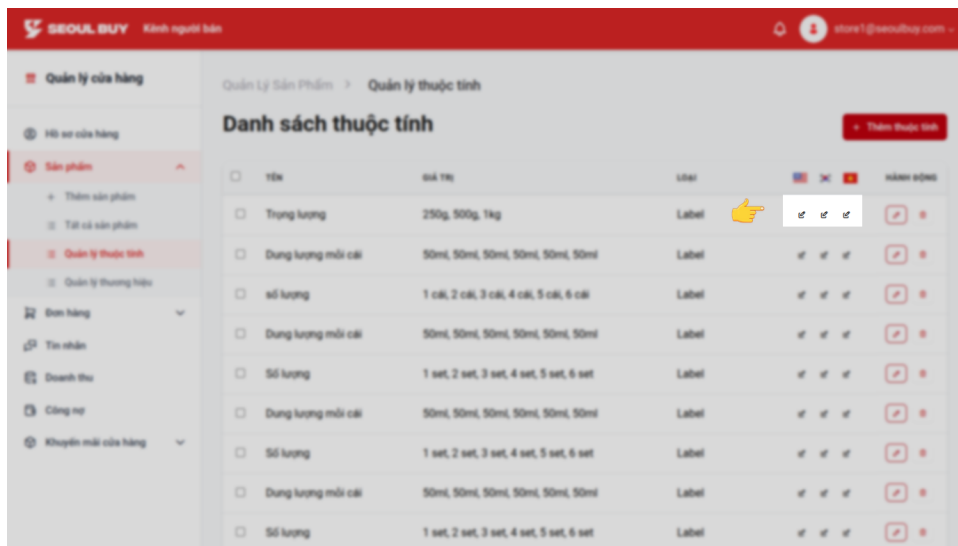 SEOUL BUY Kênh người bán
store1@seoulbuy.com
Quản lý cửa hàng
Quản Lý Sản Phẩm > Quản lý thuộc tính
Danh sách thuộc tính
+ Thêm thuộc tính
Hồ sơ cửa hàng
Sản phẩm
+ Thêm sản phẩm
Tất cả sản phẩm
Quản lý thuộc tính
Quản lý thương hiệu
Đơn hàng
Tin nhắn
Doanh thu
Công nợ
Khuyến mãi cửa hàng
TÊN GIÁ TRỊ LOẠI HÀNH ĐỘNG
Trọng lượng 250g, 500g, 1kg Label
Dung lượng mỗi cái 50ml, 50ml, 50ml, 50ml, 50ml, 50ml Label
số lượng 1 cái, 2 cái, 3 cái, 4 cái, 5 cái, 6 cái Label
Dung lượng mỗi cái 50ml, 50ml, 50ml, 50ml, 50ml, 50ml Label
Số lượng 1 set, 2 set, 3 set, 4 set, 5 set, 6 set Label
Dung lượng mỗi cái 50ml, 50ml, 50ml, 50ml, 50ml, 50ml Label
Số lượng 1 set, 2 set, 3 set, 4 set, 5 set, 6 set Label
Dung lượng mỗi cái 50ml, 50ml, 50ml, 50ml, 50ml, 50ml Label
Số lượng 1 set, 2 set, 3 set, 4 set, 5 set, 6 set Label